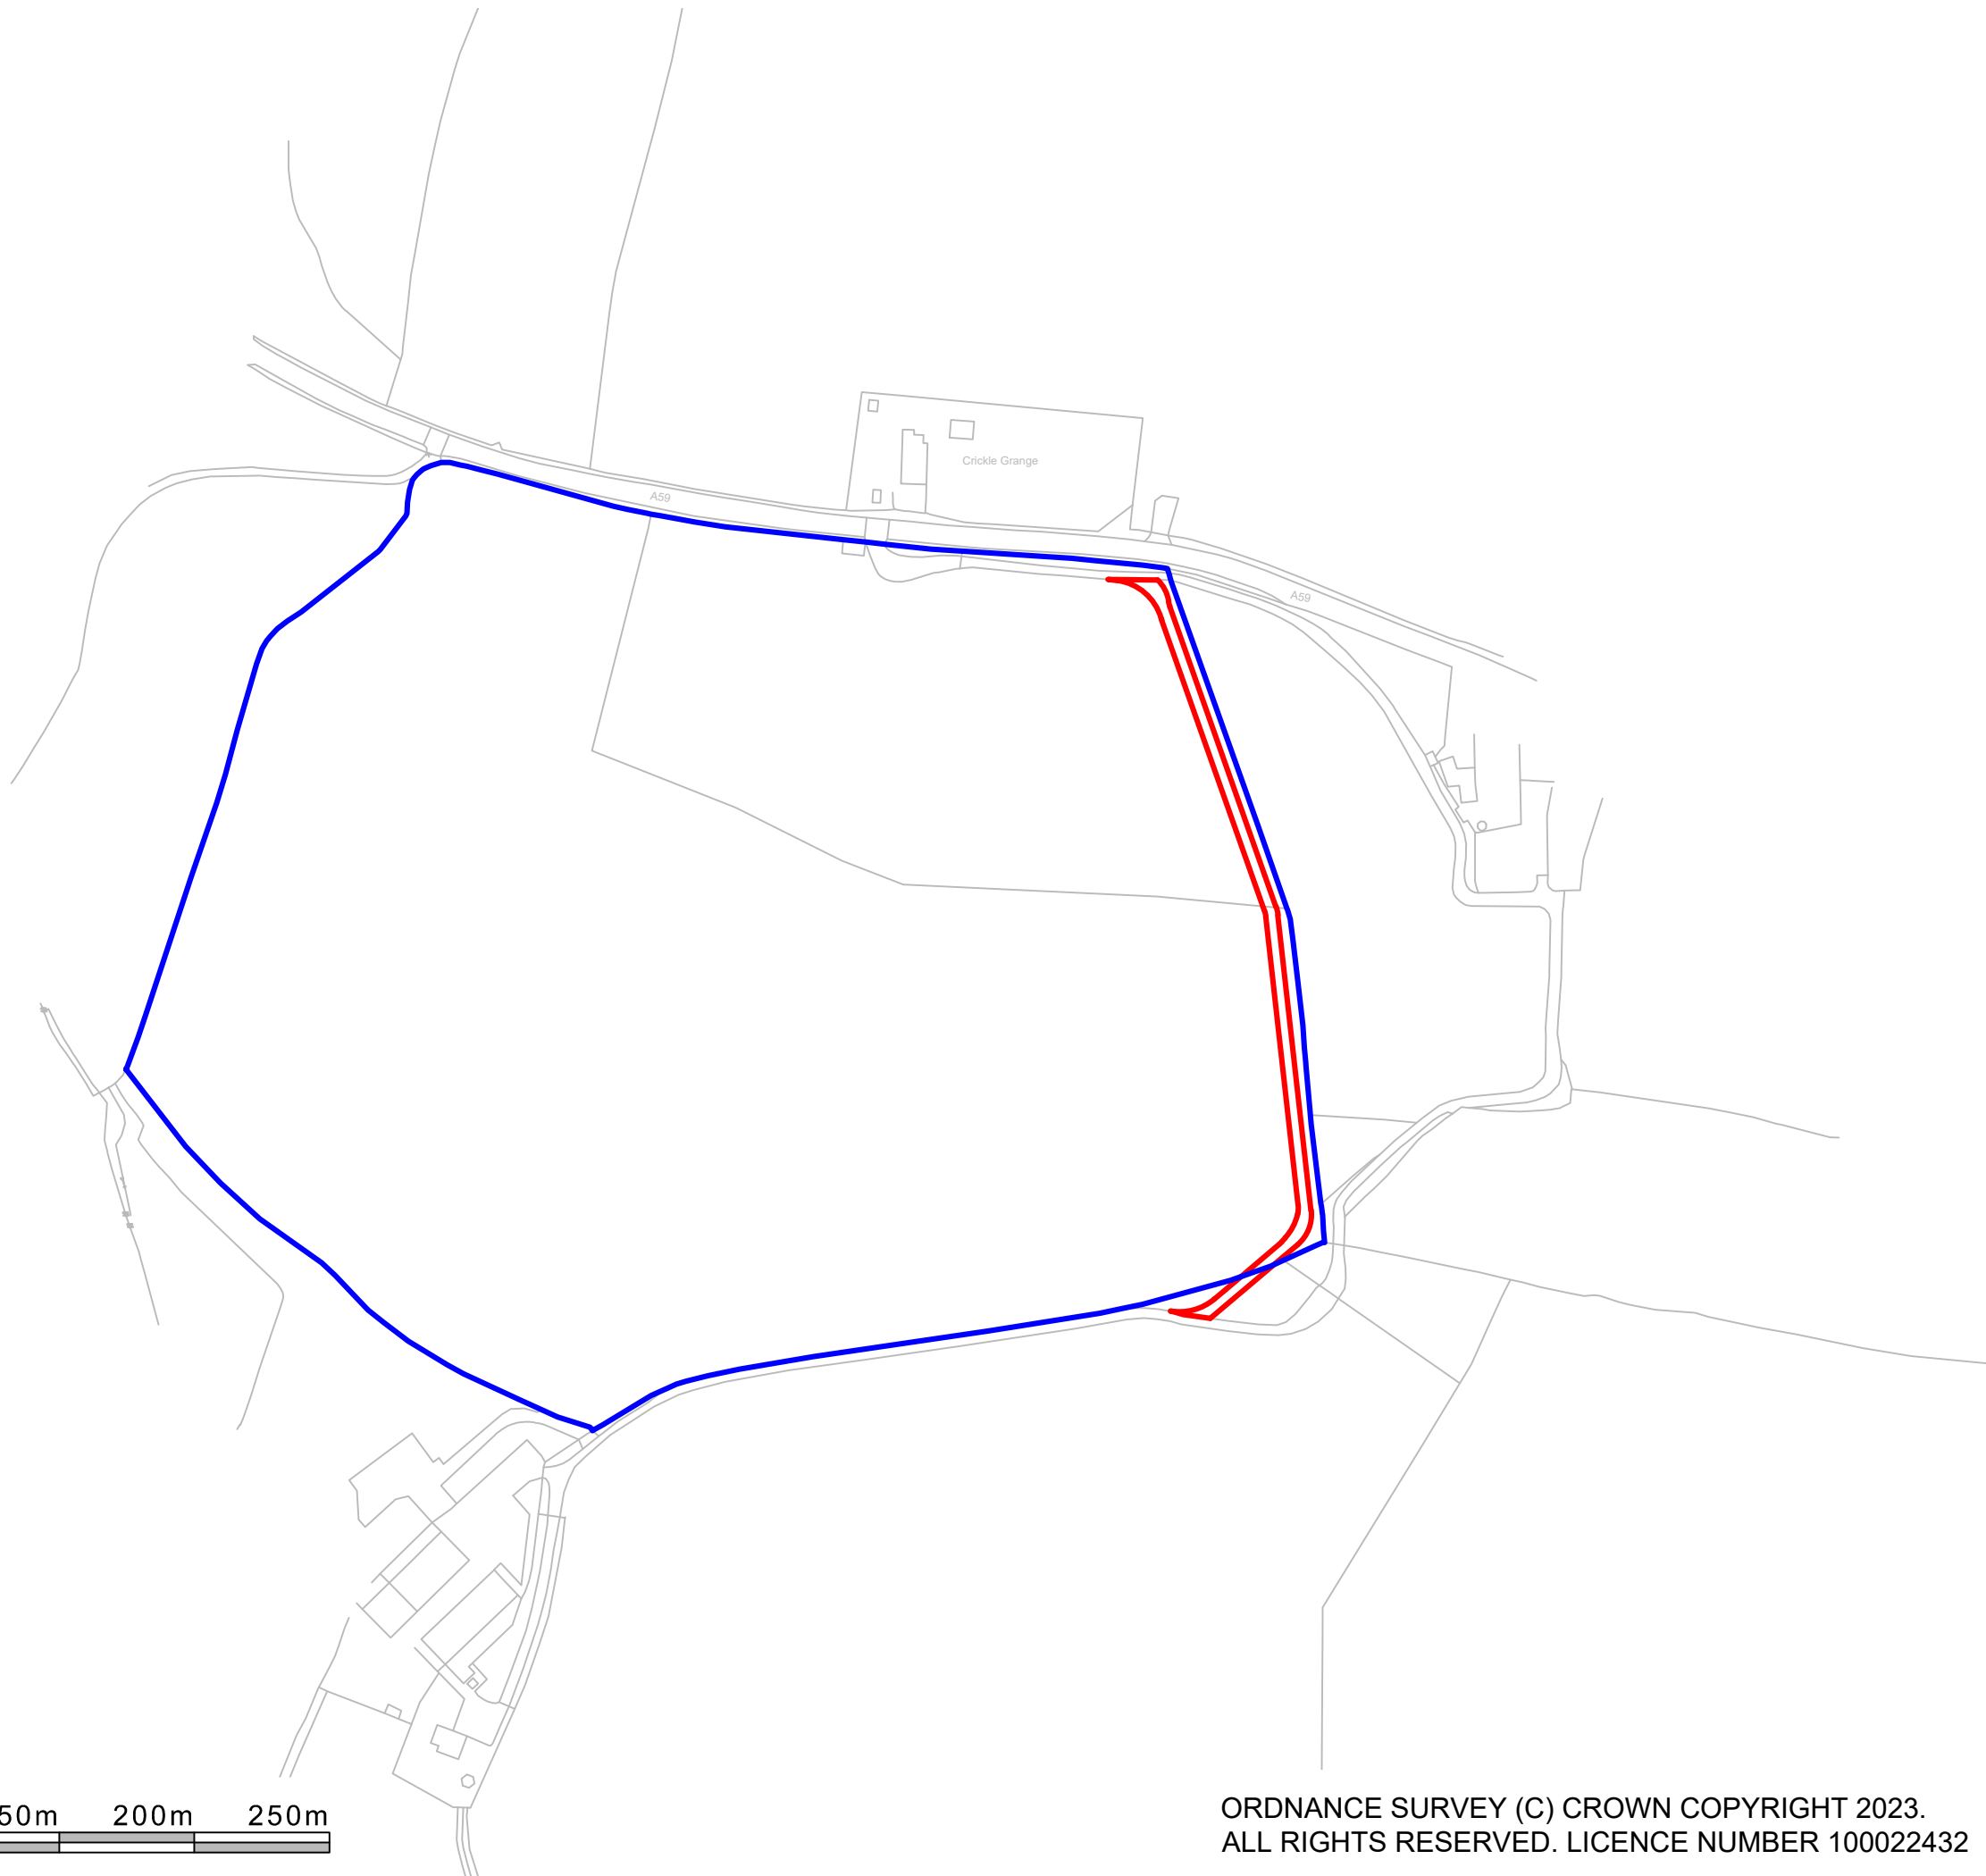 Crickle Grange
A59
A59
50m 200m 250m
ORDNANCE SURVEY (C) CROWN COPYRIGHT 2023.
ALL RIGHTS RESERVED. LICENCE NUMBER 100022432